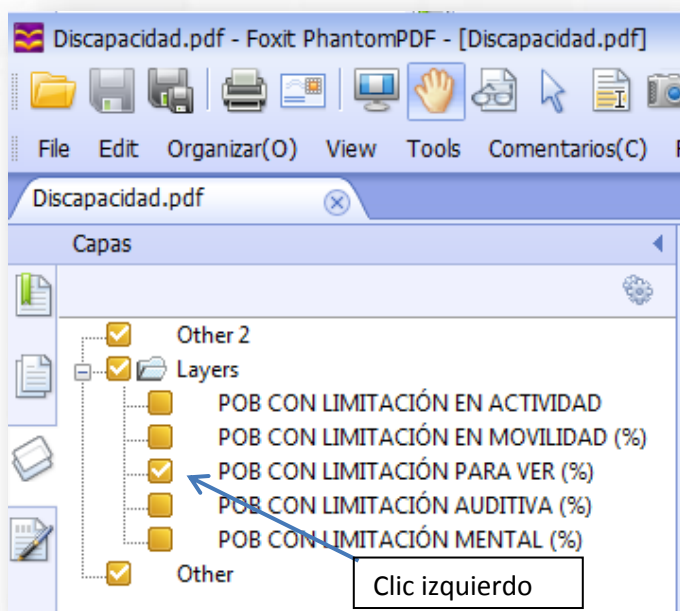 Discapacidad.pdf - Foxit PhantomPDF - [Discapacidad.pdf]
File Edit Organizar(O) View Tools Comentarios(C)
Discapacidad.pdf
Capas
Other 2
Layers
POB CON LIMITACIÓN EN ACTIVIDAD
POB CON LIMITACIÓN EN MOVILIDAD (%)
POB CON LIMITACIÓN PARA VER (%)
POB CON LIMITACIÓN AUDITIVA (%)
POB CON LIMITACIÓN MENTAL (%)
Other
Clic izquierdo